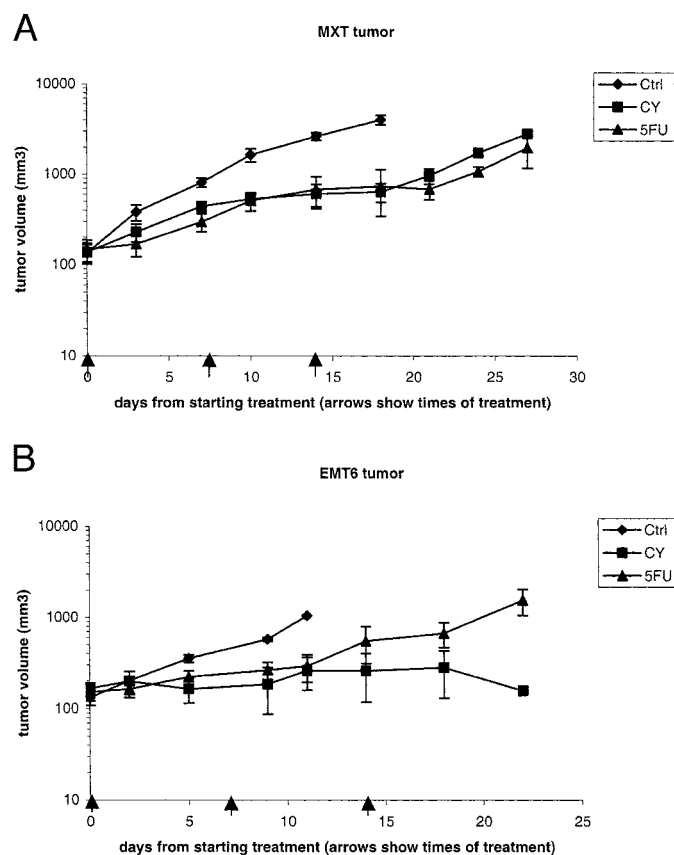 A
MXT tumor
10000
1000
100
10
tumor volume (mm3)
0 5 10 15 20 25 30
days from starting treatment (arrows show times of treatment)
Ctrl
CY
5FU
B
EMT6 tumor
10000
1000
100
10
tumor volume (mm3)
0 5 10 15 20 25
days from starting treatment (arrows show times of treatment)
Ctrl
CY
5FU